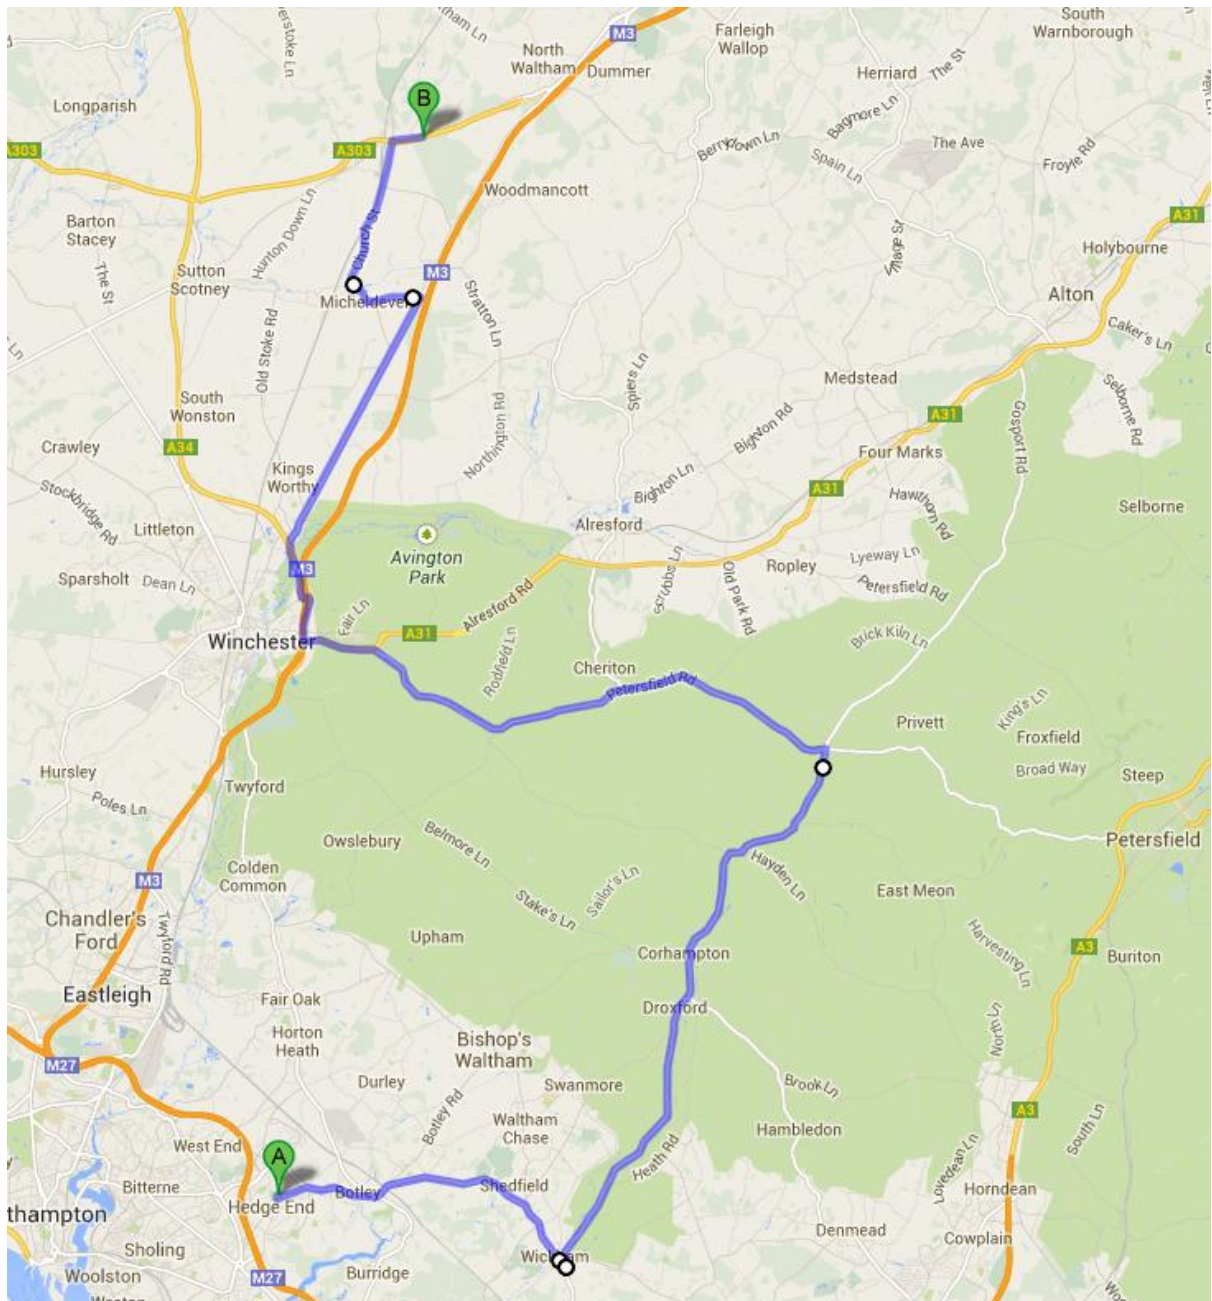 South
Warnborough
Farleigh
Wallop
M3
North
Waltham
Dummer
Herriard
The St
Longparish
B
Bagmore Ln
A303
A303
The Ave
Froyle Rd
Spain Ln
Woodmancott
A31
Barton
Stacey
Hunton Down Ln
Church St
Holybourne
The St
Sutton
Scotney
M3
Micheldever
Stratton Ln
Alton
Old Stoke Rd
Caker's Ln
Spiers Ln
Medstead
Selborne Rd
South
Wonston
Gosport Rd
A31
Bighton Rd
Northington Rd
Crawley
A34
Four Marks
Kings
Worthy
Stockbridge Rd
Bighton Ln
A31
Hawthorn Rd
Selborne
Littleton
Alresford
Avington
Park
Lyeway Ln
Ropley
M3
Sparsholt
Dean Ln
Scrubbs Ln
Old Park Rd
Petersfield Rd
Alresford Rd
Fair Ln
A31
Winchester
Brick Kiln Ln
Rodfield Ln
Cheriton
Petersfield Rd
King's Ln
Privett
Froxfield
Hursley
Broad Way
Steep
Twyford
Poles Ln
Owslebury
Belmore Ln
Petersfield
Colden
Common
Hayden Ln
M3
Sailor's Ln
East Meon
Stake's Ln
Chandler's
Ford
Twyford Rd
Upham
Harvesting Ln
A3
Buriton
Corhampton
Eastleigh
Fair Oak
Droxford
North Ln
Horton
Heath
Bishop's
Waltham
M27
Durley
Swanmore
Brook Ln
Botley Rd
Waltham
Chase
A3
South Ln
Hambledon
West End
A
Heath Rd
Lovedean Ln
Bitterne
Botley
Shedfield
Horndean
Hedge End
thampton
Denmead
Cowplain
Sholing
Wickham
Woolston
M27
Burridge